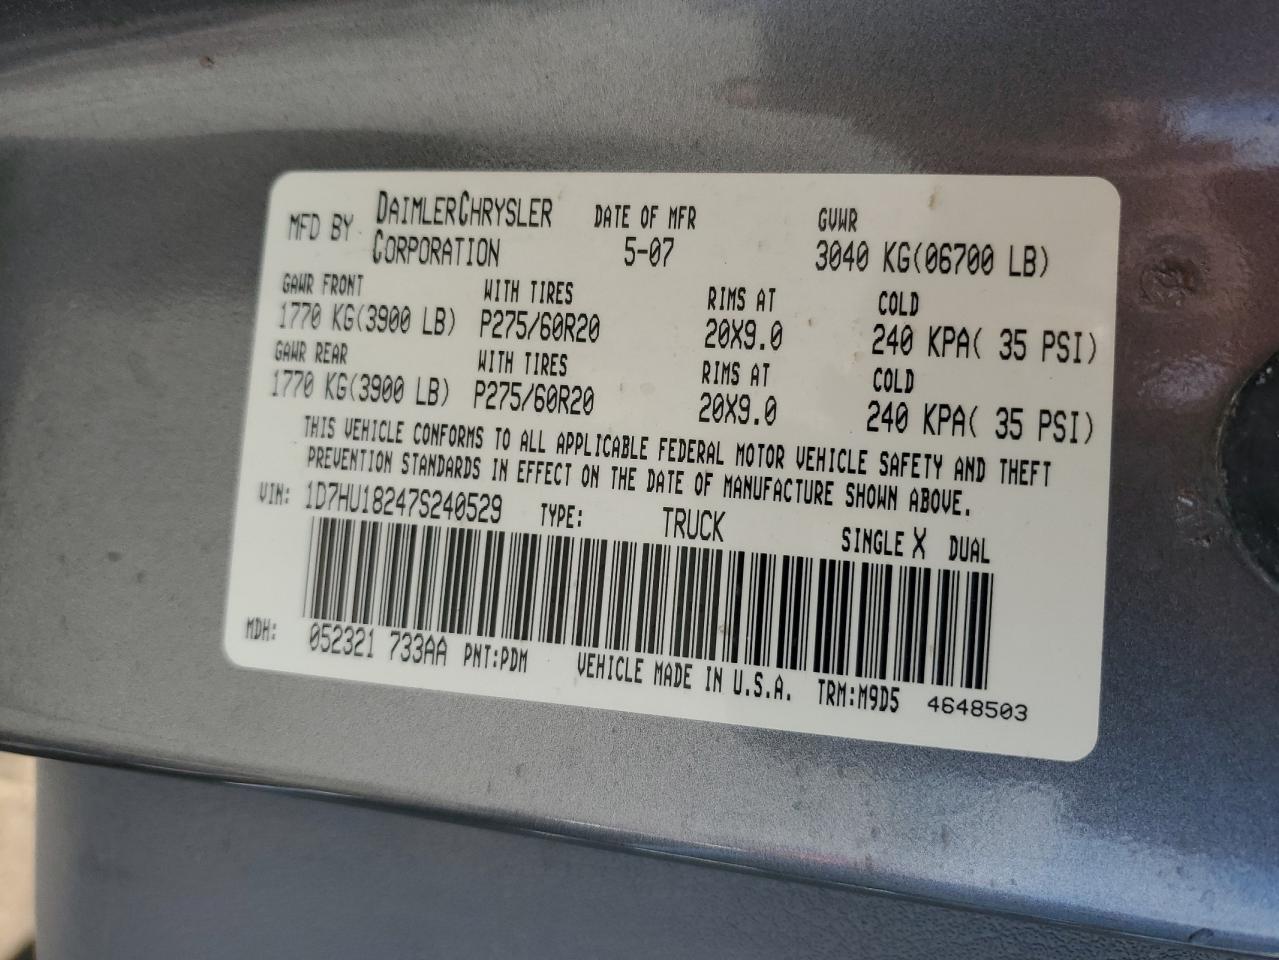 MFD BY DAIMLERCHRYSLER CORPORATION DATE OF MFR 5-07 GVWR 3040 KG(06700 LB)
GAWR FRONT WITH TIRES RIMS AT COLD
1770 KG(3900 LB) P275/60R20 20X9.0 240 KPA( 35 PSI)
GAWR REAR WITH TIRES RIMS AT COLD
1770 KG(3900 LB) P275/60R20 20X9.0 240 KPA( 35 PSI)
THIS VEHICLE CONFORMS TO ALL APPLICABLE FEDERAL MOTOR VEHICLE SAFETY AND THEFT
PREVENTION STANDARDS IN EFFECT ON THE DATE OF MANUFACTURE SHOWN ABOVE.
VIN: 1D7HU18247S240529 TYPE: TRUCK SINGLE X DUAL
MDH: 052321 733AA PNT:PDM VEHICLE MADE IN U.S.A. TRM:M9D5 4648503